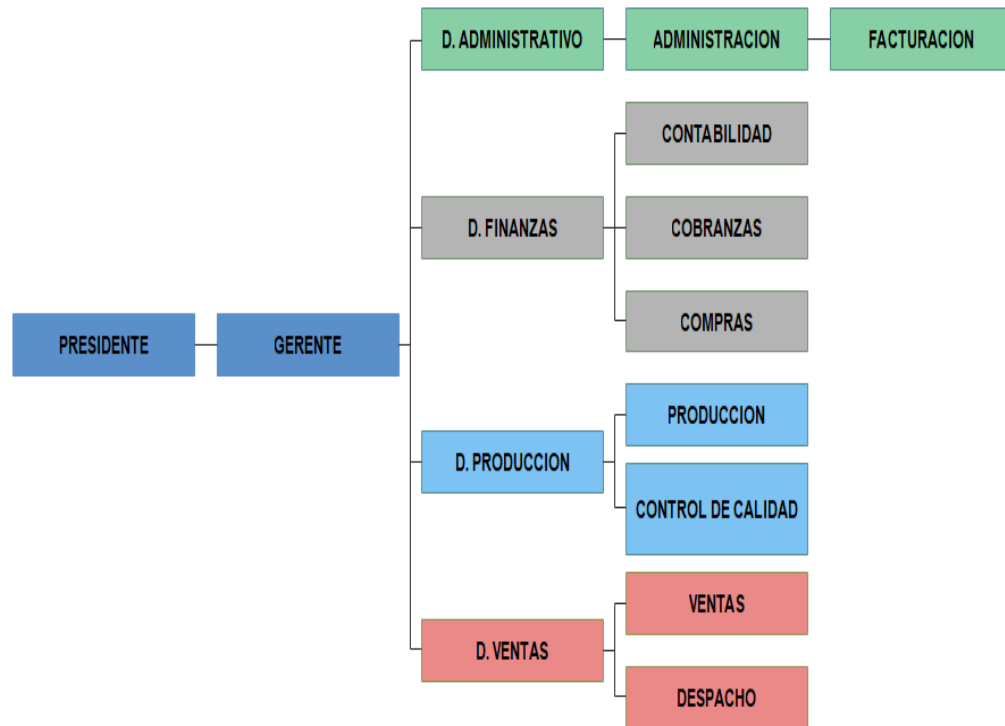 D. ADMINISTRATIVO
ADMINISTRACION
FACTURACION
CONTABILIDAD
D. FINANZAS
COBRANZAS
COMPRAS
PRESIDENTE
GERENTE
PRODUCCION
D. PRODUCCION
CONTROL DE CALIDAD
VENTAS
D. VENTAS
DESPACHO